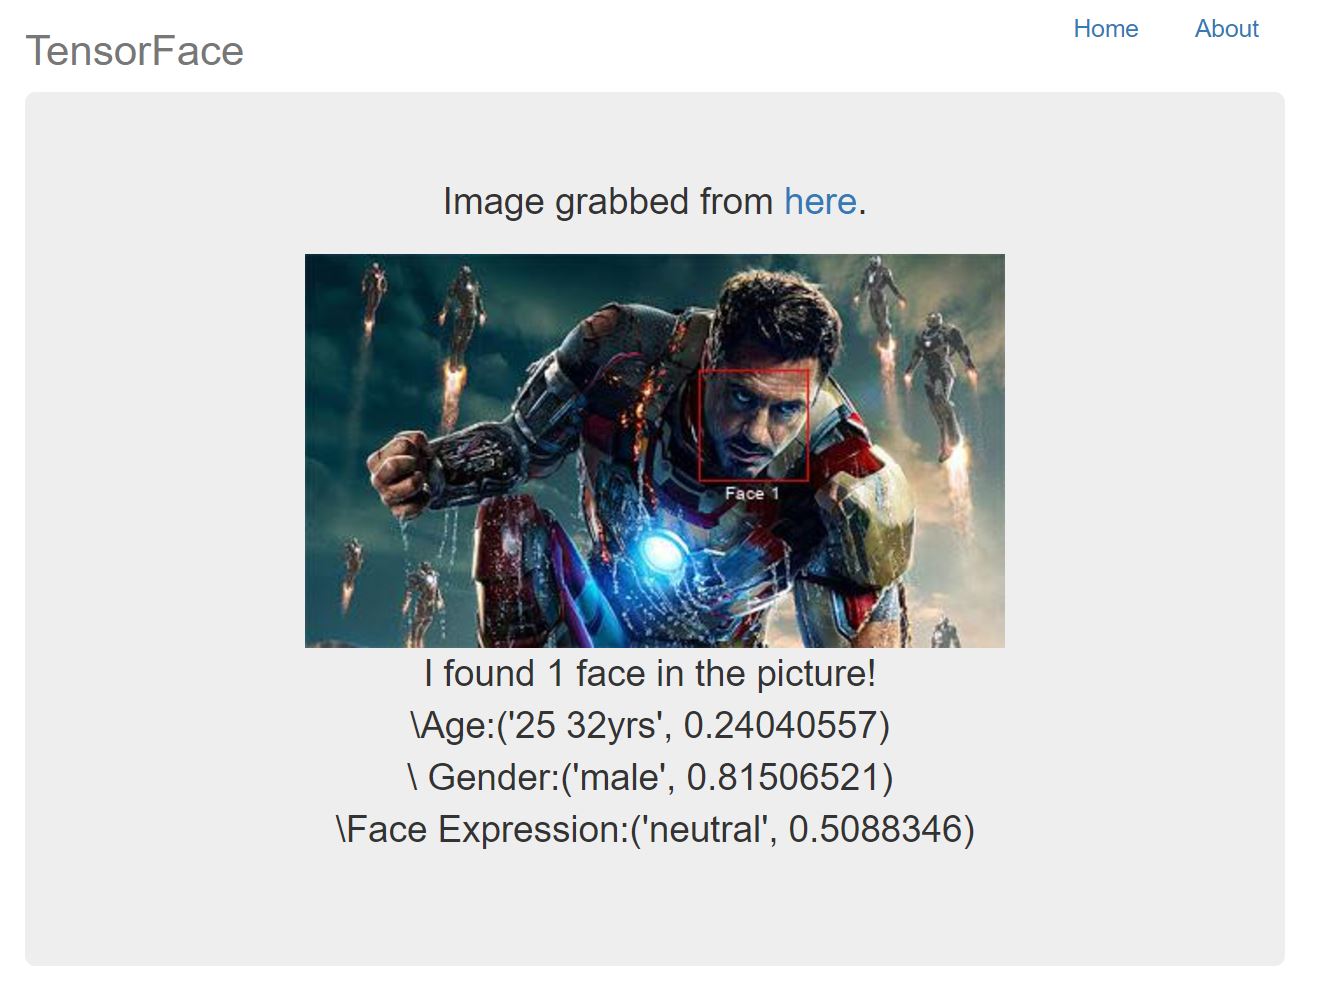 TensorFace
Home About
Image grabbed from here.
Face 1
I found 1 face in the picture!
\Age:('25 32yrs', 0.24040557)
\ Gender:('male', 0.81506521)
\Face Expression:('neutral', 0.5088346)